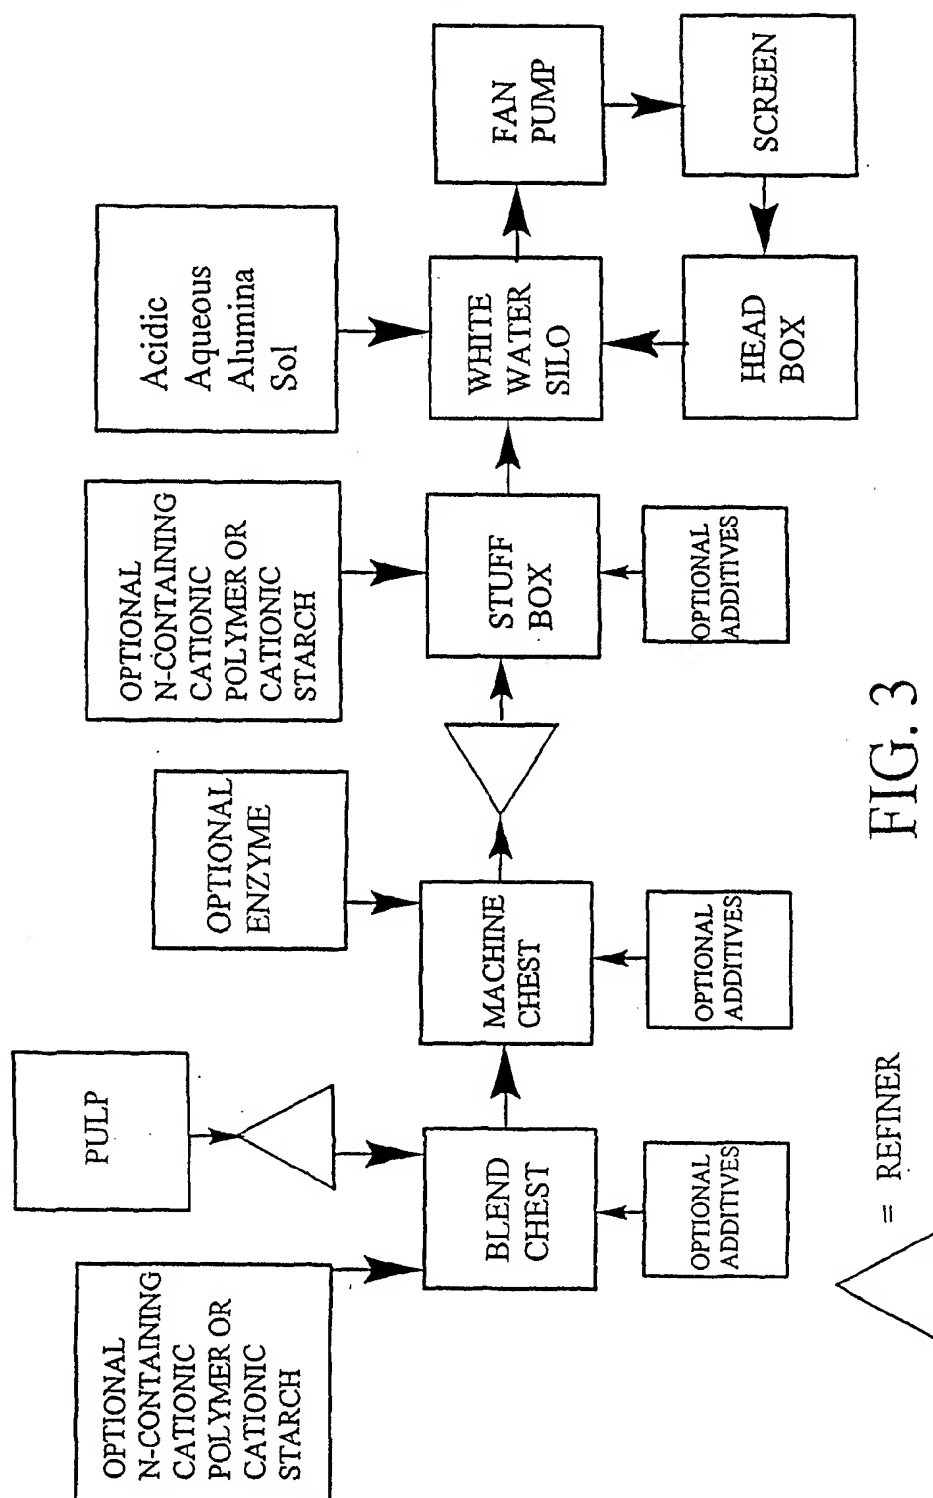 OPTIONAL
N-CONTAINING
CATIONIC
POLYMER OR
CATIONIC
STARCH
PULP
OPTIONAL
ENZYME
OPTIONAL
N-CONTAINING
CATIONIC
POLYMER OR
CATIONIC
STARCH
Acidic
Aqueous
Alumina
Sol
BLEND
CHEST
MACHINE
CHEST
STUFF
BOX
WHITE
WATER
SILO
FAN
PUMP
OPTIONAL
ADDITIVES
OPTIONAL
ADDITIVES
OPTIONAL
ADDITIVES
HEAD
BOX
SCREEN
= REFINER
FIG. 3